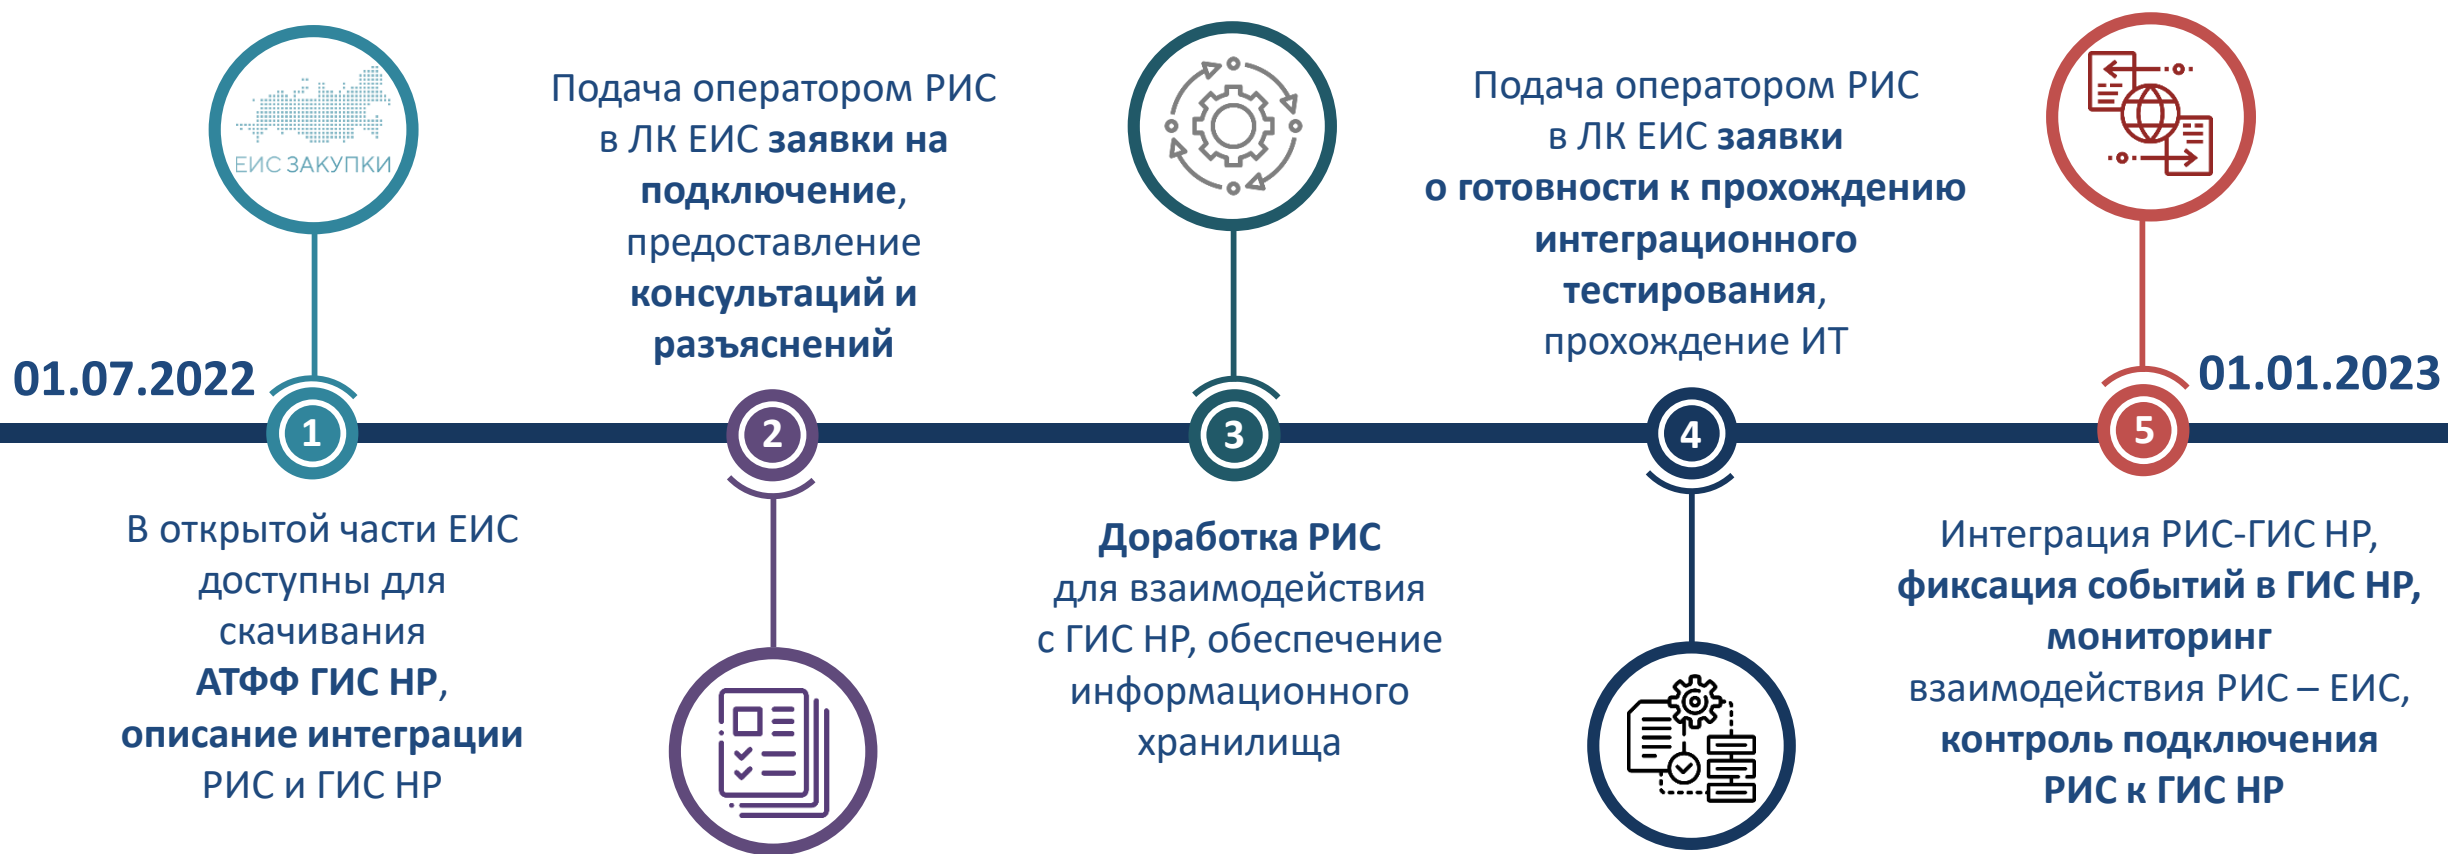 ЕИС ЗАКУПКИ
Подача оператором РИС
в ЛК ЕИС заявки на
подключение,
предоставление
консультаций и
разъяснений
Подача оператором РИС
в ЛК ЕИС заявки
о готовности к прохождению
интеграционного
тестирования,
прохождение ИТ
01.07.2022
01.01.2023
1
2
3
4
5
В открытой части ЕИС
доступны для
скачивания
АТФФ ГИС НР,
описание интеграции
РИС и ГИС НР
Доработка РИС
для взаимодействия
с ГИС НР, обеспечение
информационного
хранилища
Интеграция РИС-ГИС НР,
фиксация событий в ГИС НР,
мониторинг
взаимодействия РИС – ЕИС,
контроль подключения
РИС к ГИС НР